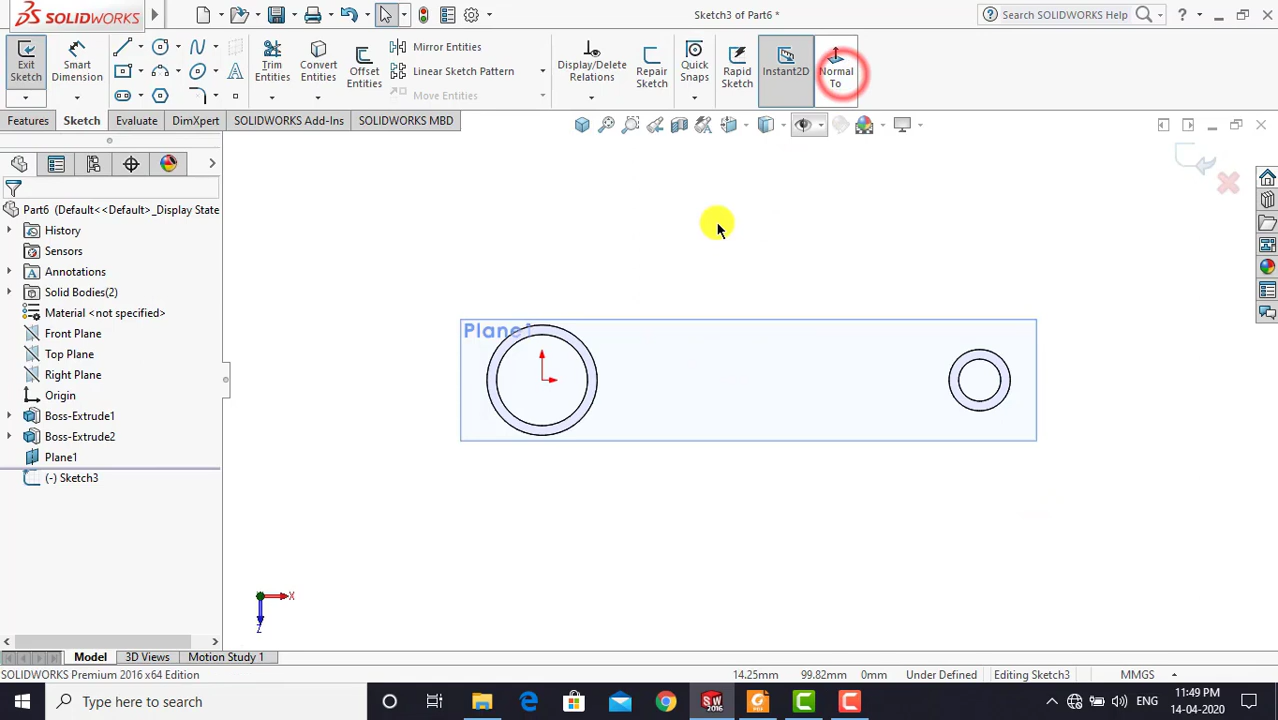 SOLIDWORKS
Sketch3 of Part6 *
Search SOLIDWORKS Help
Exit Sketch
Smart Dimension
Trim Entities
Convert Entities
Offset Entities
Mirror Entities
Linear Sketch Pattern
Move Entities
Display/Delete Relations
Repair Sketch
Quick Snaps
Rapid Sketch
Instant2D
Normal To
Features
Sketch
Evaluate
DimXpert
SOLIDWORKS Add-Ins
SOLIDWORKS MBD
Part6 (Default<<Default>_Display State
History
Sensors
Annotations
Solid Bodies(2)
Material <not specified>
Front Plane
Top Plane
Right Plane
Origin
Boss-Extrude1
Boss-Extrude2
Plane1
(-) Sketch3
Plane1
X
Z
Model
3D Views
Motion Study 1
SOLIDWORKS Premium 2016 x64 Edition
14.25mm
99.82mm
0mm
Under Defined
Editing Sketch3
MMGS
Type here to search
ENG
11:49 PM
14-04-2020